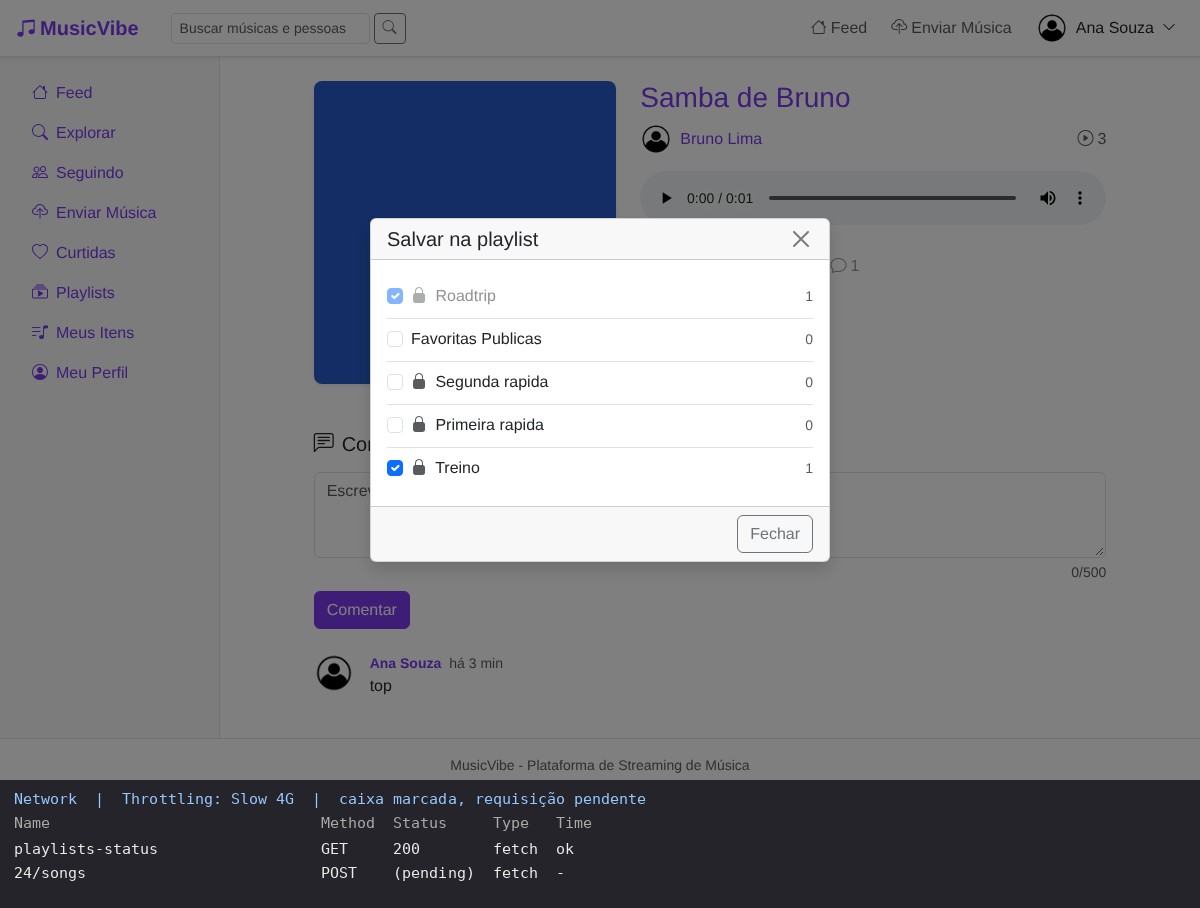 MusicVibe
Buscar músicas e pessoas
Feed
Enviar Música
Ana Souza
Feed
Explorar
Seguindo
Enviar Música
Curtidas
Playlists
Meus Itens
Meu Perfil
Samba de Bruno
Bruno Lima 3
0:00 / 0:01
1
Salvar na playlist
Roadtrip 1
Favoritas Publicas 0
Segunda rapida 0
Primeira rapida 0
Treino 1
Fechar
0/500
Comentar
Ana Souza há 3 min
top
MusicVibe - Plataforma de Streaming de Música
Network | Throttling: Slow 4G | caixa marcada, requisição pendente
Name Method Status Type Time
playlists-status GET 200 fetch ok
24/songs POST (pending) fetch -